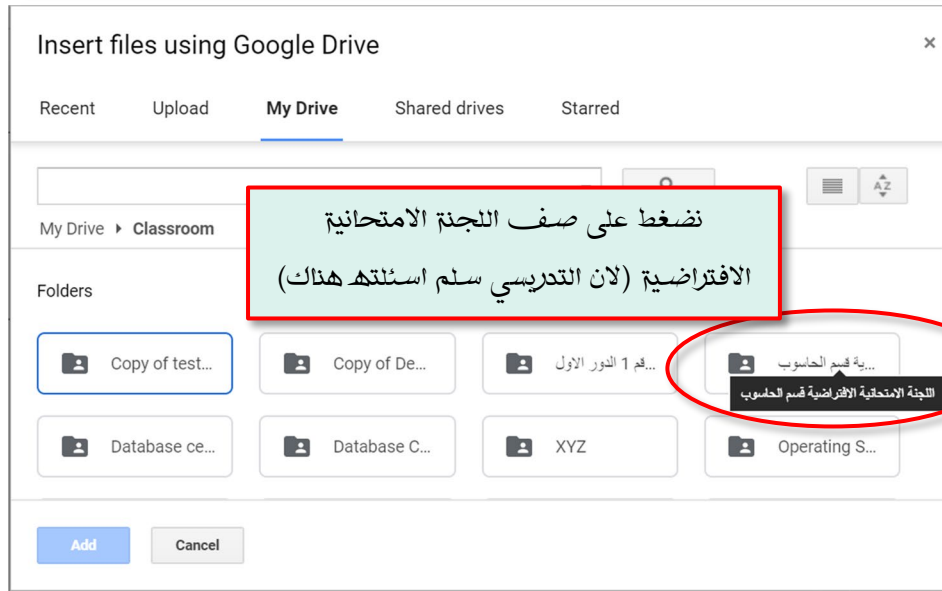 Insert files using Google Drive ×
Recent Upload My Drive Shared drives Starred
نضغط على صف اللجنة الامتحانية
الافتراضية (لان التدريسي سلم اسئلته هناك)
AZ
My Drive Classroom
Folders
Copy of test... Copy of De... قم 1 الدور الاول... ية قسم الحاسوب...
اللجنة الامتحانية الافتراضية قسم الحاسوب
Database ce... Database C... XYZ Operating S...
Add Cancel